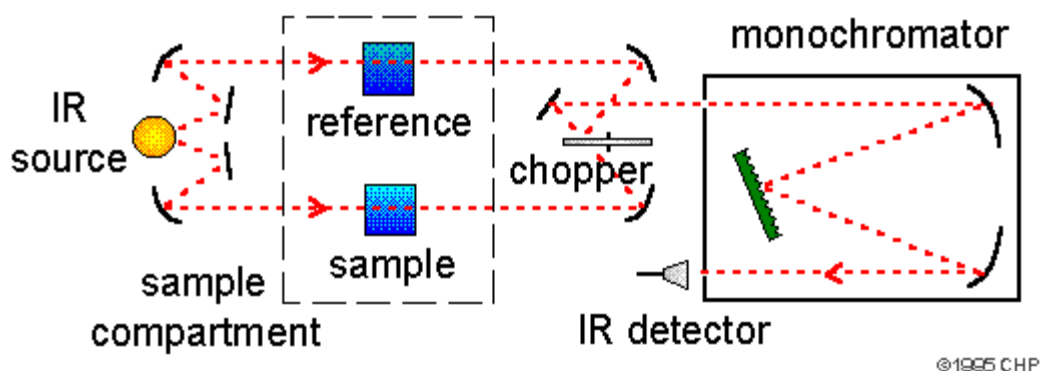 monochromator
IR
source
reference
chopper
sample
sample
compartment
IR detector
©1995 CHP